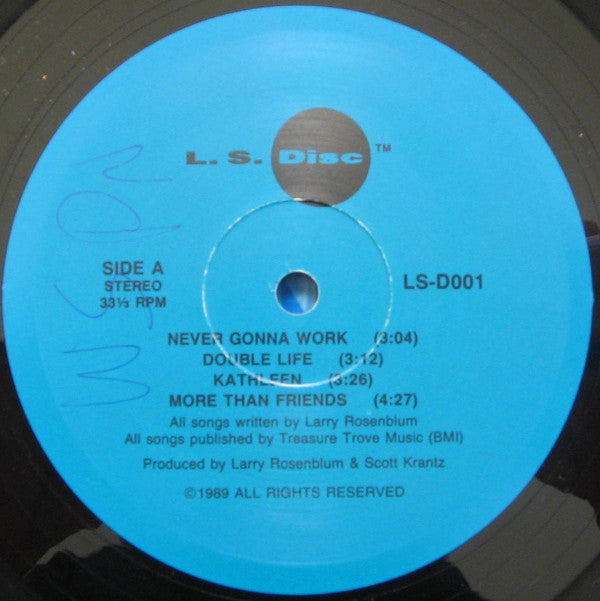 L. S. Disc ™
SIDE A
STEREO
33⅓ RPM
LS-D001
NEVER GONNA WORK (3:04)
DOUBLE LIFE (3:12)
KATHLEEN (3:26)
MORE THAN FRIENDS (4:27)
All songs written by Larry Rosenblum
All songs published by Treasure Trove Music (BMI)
Produced by Larry Rosenblum & Scott Krantz
©1989 ALL RIGHTS RESERVED